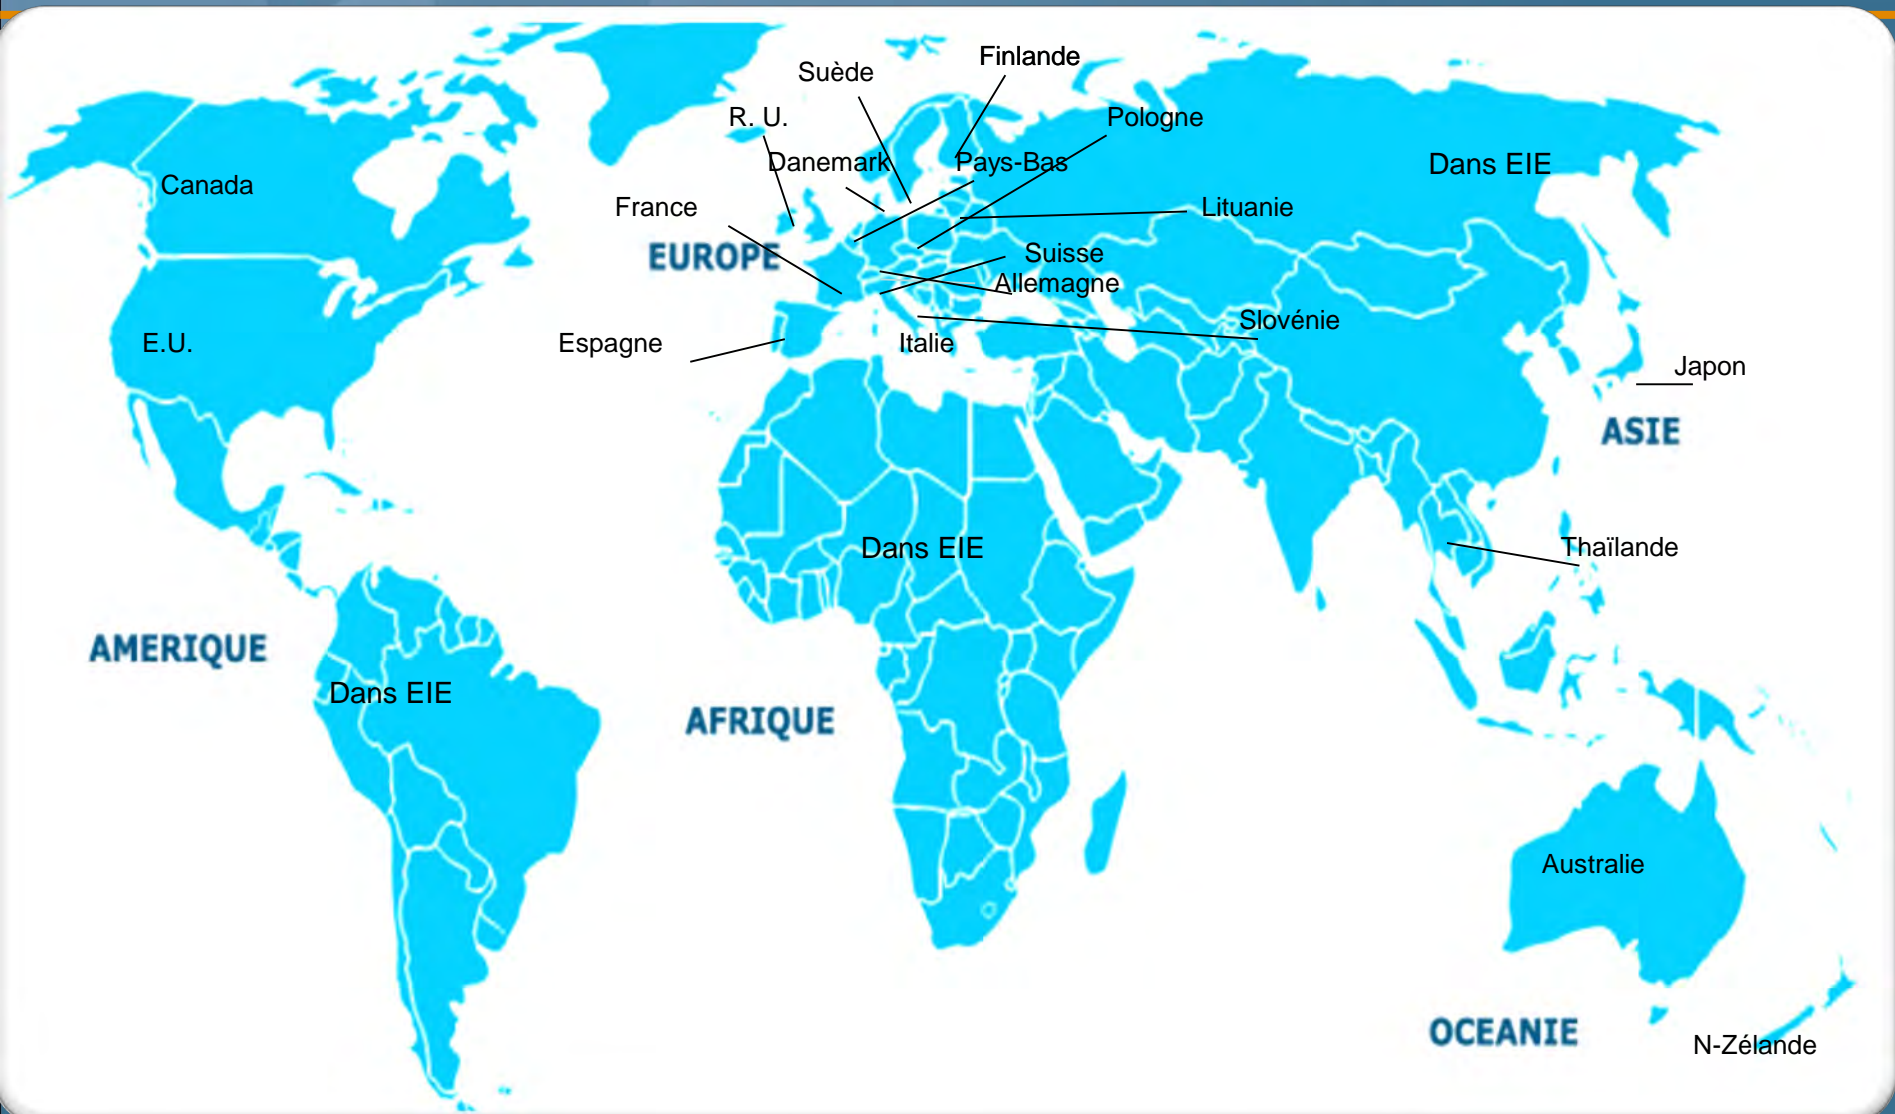 Finlande
Suède
R. U.
Pologne
Danemark
Pays-Bas
Dans EIE
Canada
France
Lituanie
EUROPE
Suisse
Allemagne
Slovénie
E.U.
Espagne
Italie
Japon
ASIE
Dans EIE
Thaïlande
AMERIQUE
Dans EIE
AFRIQUE
Australie
OCEANIE
N-Zélande